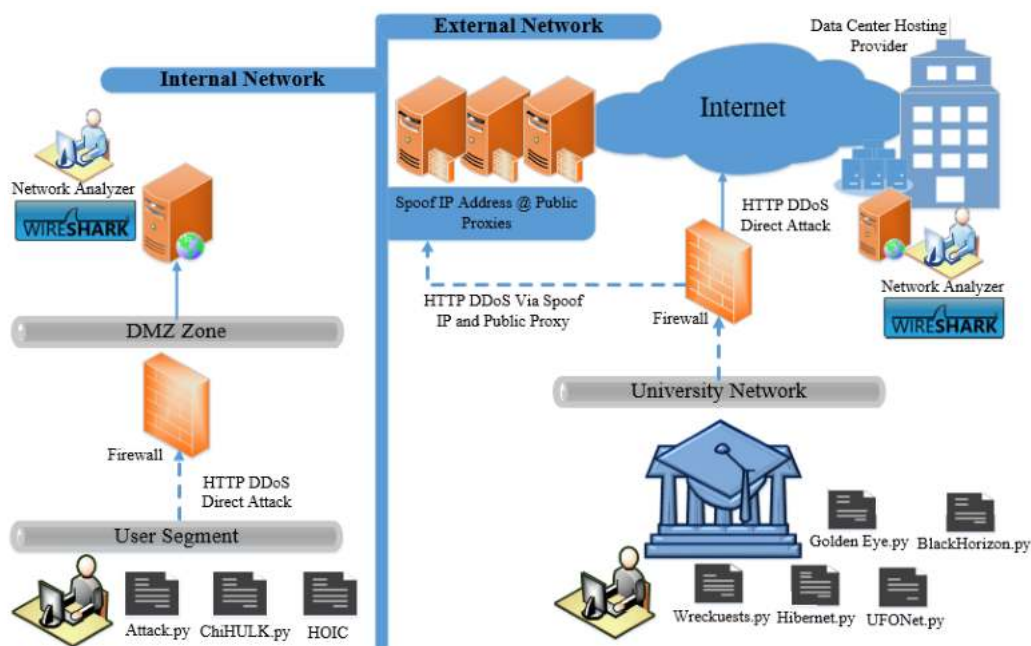 External Network
Data Center Hosting
Provider
Internal Network
Internet
Network Analyzer
WIRESHARK
Spoof IP Address @ Public
Proxies
HTTP DDoS
Direct Attack
HTTP DDoS Via Spoof
IP and Public Proxy
Firewall
Network Analyzer
WIRESHARK
DMZ Zone
University Network
Firewall
HTTP DDoS
Direct Attack
User Segment
Golden Eye.py
BlackHorizon.py
Attack.py
ChiHULK.py
HOIC
Wreckuests.py
Hibernet.py
UFONet.py